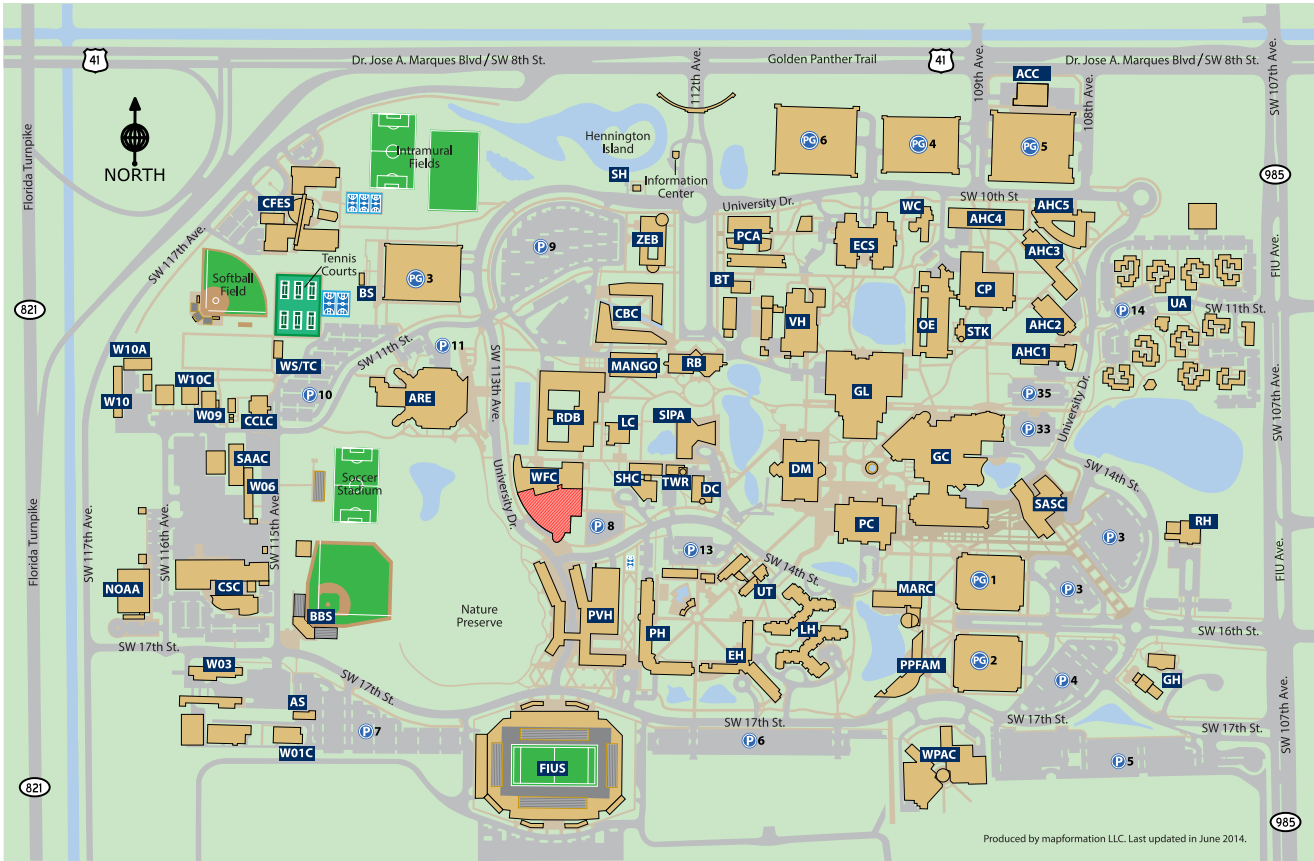 41
Dr. Jose A. Marques Blvd / SW 8th St.
112th Ave.
Golden Panther Trail
41
109th Ave.
Dr. Jose A. Marques Blvd / SW 8th St.
SW 107th Ave.
ACC
108th Ave.
Florida Turnpike
NORTH
Intramural
Fields
Hennington
Island
SH
Information
Center
PG 6
PG 4
PG 5
985
SW 10th St
CFES
University Dr.
WC
AHC4
AHC5
SW 117th Ave.
P 9
ZEB
PCA
ECS
AHC3
FIU Ave.
Tennis
Courts
Softball
Field
BS
PG 3
BT
CP
UA
821
CBC
VH
OE
STK
AHC2
P 14
SW 11th St.
W10A
WS/TC
SW 11th St.
P 11
SW 113th Ave.
MANGO
RB
AHC1
W10C
W10
W09
CCLC
P 10
ARE
RDB
LC
SIPA
GL
P 35
P 33
University Dr.
SW 107th Ave.
SAAC
W06
Soccer
Stadium
WFC
SHC
TWR
DC
DM
GC
SW 14th St.
SASC
University Dr.
P 8
PC
P 3
RH
SW 117th Ave.
SW 116th Ave.
SW 115th Ave.
Florida Turnpike
P 13
SW 14th St.
FIU Ave.
NOAA
CSC
BBS
Nature
Preserve
PVH
PH
UT
LH
EH
MARC
PG 1
P 3
SW 17th St.
SW 16th St.
W03
PPFAM
PG 2
P 4
GH
SW 17th St.
AS
P 7
SW 17th St.
SW 17th St.
SW 17th St.
SW 107th Ave.
W01C
P 6
WPAC
P 5
FIUS
821
985
Produced by mapformation LLC. Last updated in June 2014.